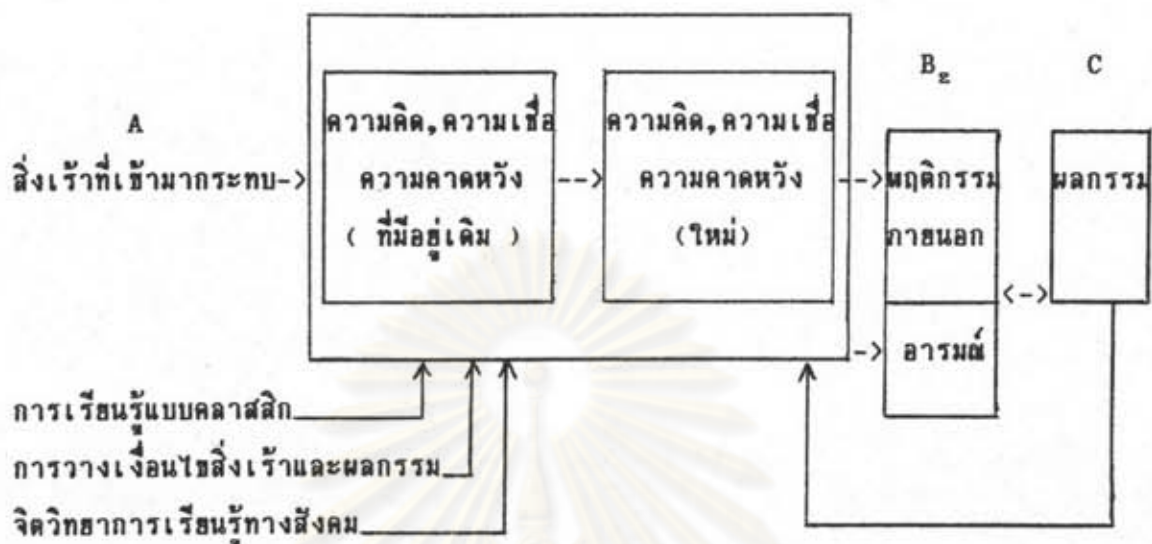 B₂ C
A
ความคิด,ความเชื่อ ความคิด,ความเชื่อ
สิ่งเร้าที่เข้ามากระทบ-> ความคาดหวัง --> ความคาดหวัง --> พฤติกรรม ผลกรรม
( ที่มีอยู่เดิม ) (ใหม่) ภายนอก
<->
-> อารมณ์
การเรียนรู้แบบคลาสสิก
การวางเงื่อนไขสิ่งเร้าและผลกรรม
จิตวิทยาการเรียนรู้ทางสังคม